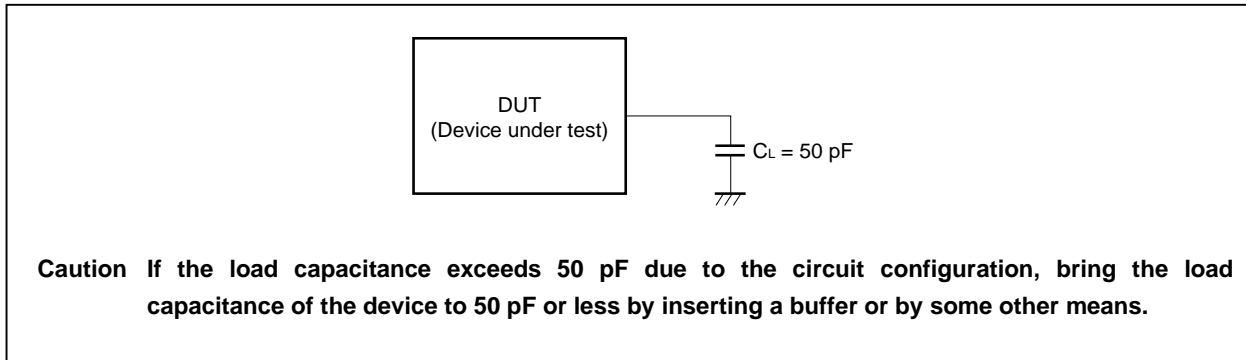 DUT
(Device under test)
CL = 50 pF
Caution If the load capacitance exceeds 50 pF due to the circuit configuration, bring the load
capacitance of the device to 50 pF or less by inserting a buffer or by some other means.